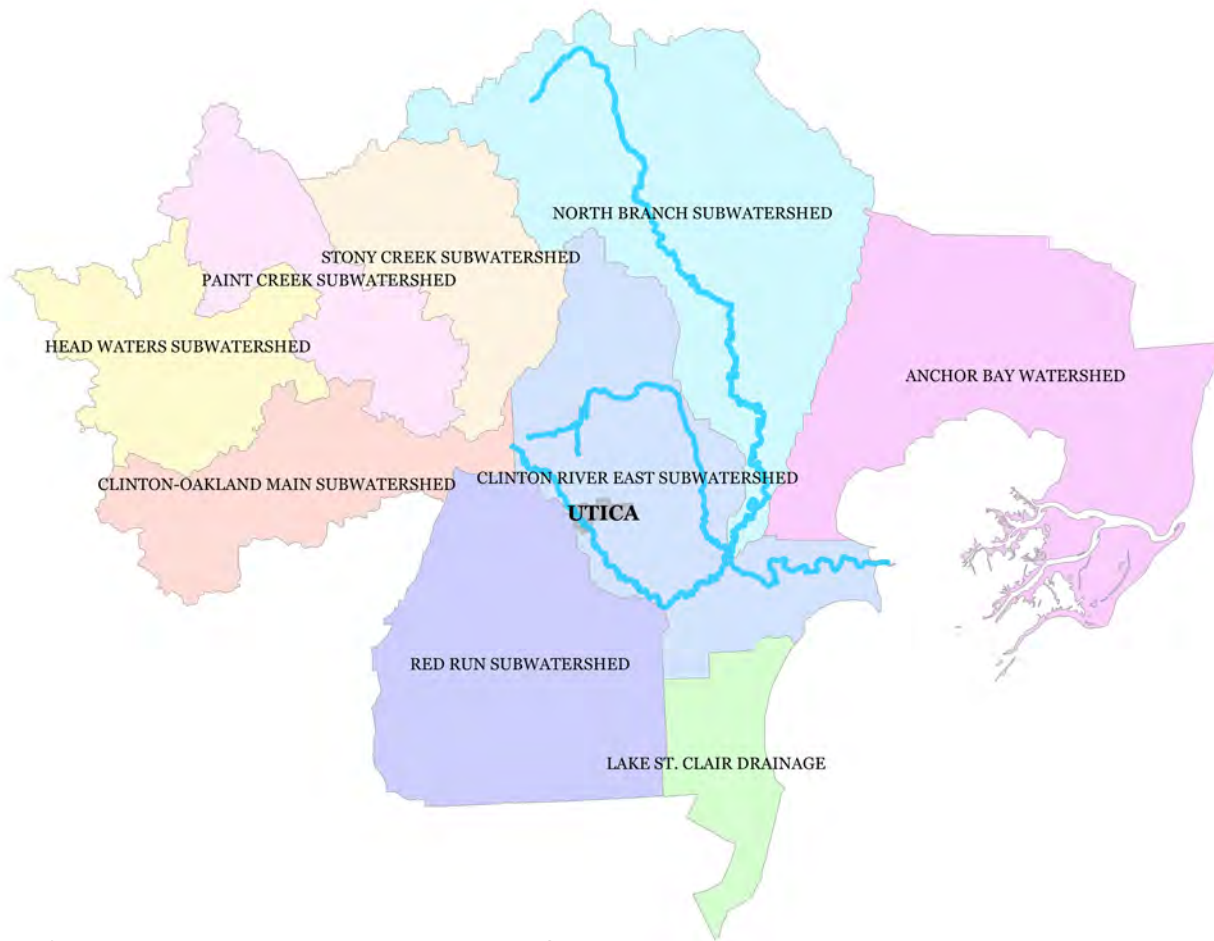 NORTH BRANCH SUBWATERSHED
STONY CREEK SUBWATERSHED
PAINT CREEK SUBWATERSHED
HEAD WATERS SUBWATERSHED
ANCHOR BAY WATERSHED
CLINTON-OAKLAND MAIN SUBWATERSHED
CLINTON RIVER EAST SUBWATERSHED
UTICA
RED RUN SUBWATERSHED
LAKE ST. CLAIR DRAINAGE